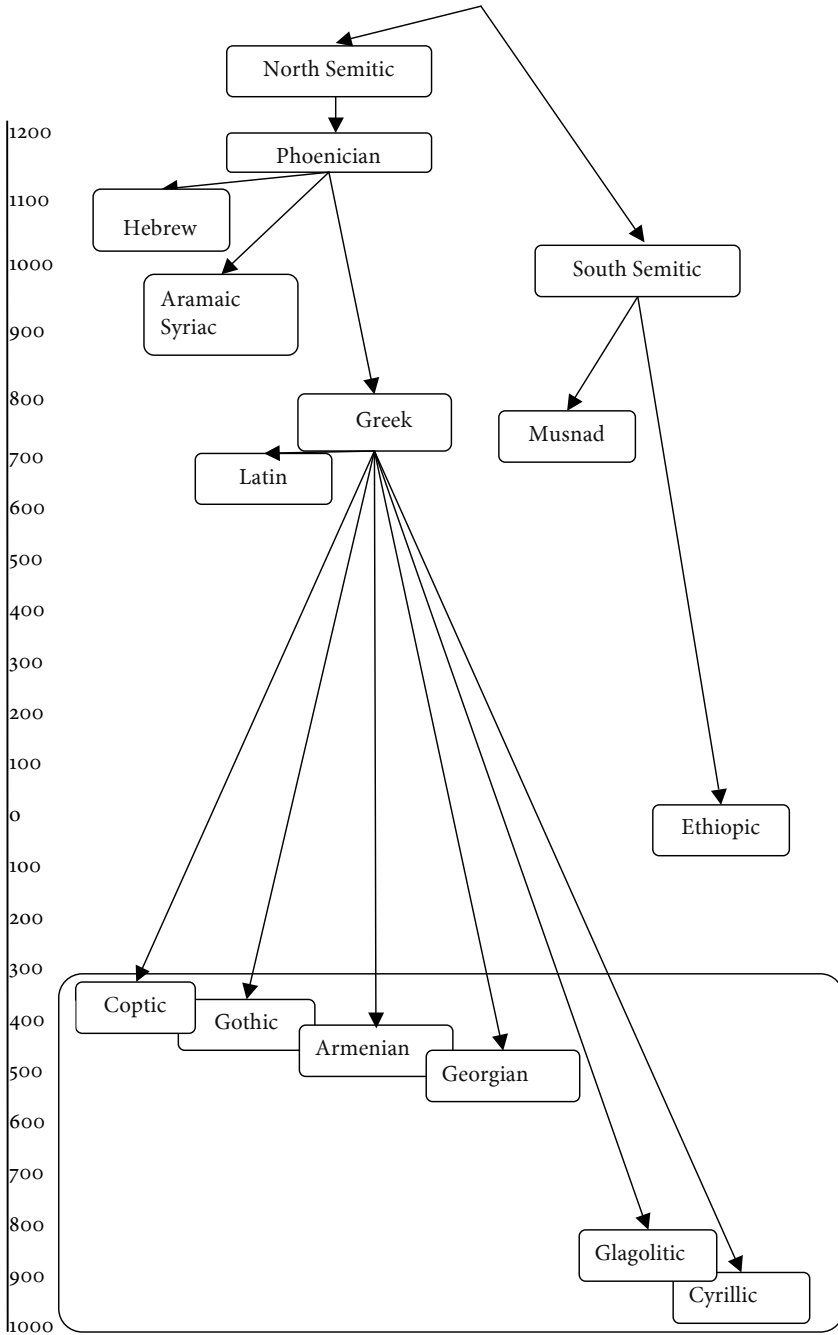 North Semitic
1200
Phoenician
1100
Hebrew
1000
South Semitic
Aramaic
Syriac
900
800
Greek
Musnad
700
Latin
600
500
400
300
200
100
0
Ethiopic
100
200
300
Coptic
400
Gothic
Armenian
500
Georgian
600
700
800
Glagolitic
900
Cyrillic
1000